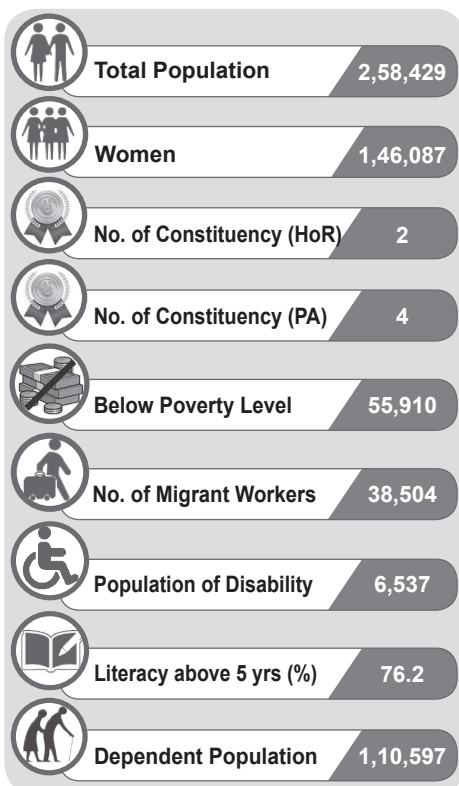 Total Population 2,58,429
Women 1,46,087
No. of Constituency (HoR) 2
No. of Constituency (PA) 4
Below Poverty Level 55,910
No. of Migrant Workers 38,504
Population of Disability 6,537
Literacy above 5 yrs (%) 76.2
Dependent Population 1,10,597